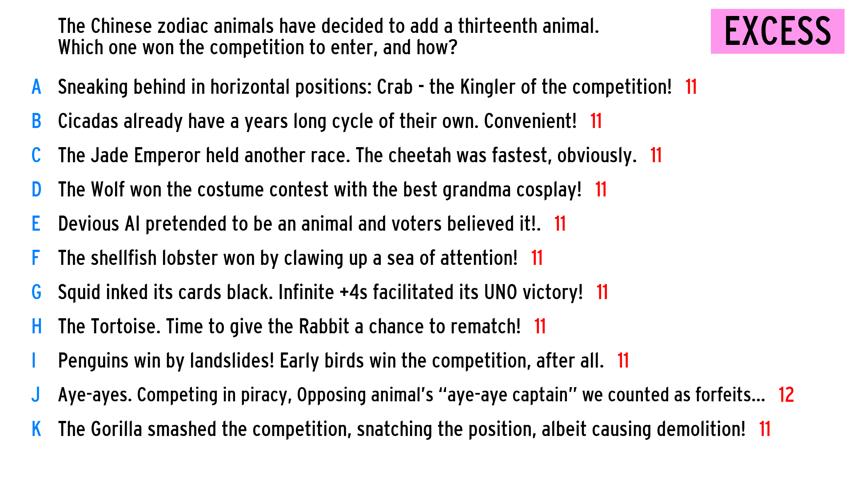 The Chinese zodiac animals have decided to add a thirteenth animal.
Which one won the competition to enter, and how?
EXCESS
A Sneaking behind in horizontal positions: Crab - the Kingler of the competition! 11
B Cicadas already have a years long cycle of their own. Convenient! 11
C The Jade Emperor held another race. The cheetah was fastest, obviously. 11
D The Wolf won the costume contest with the best grandma cosplay! 11
E Devious AI pretended to be an animal and voters believed it!. 11
F The shellfish lobster won by clawing up a sea of attention! 11
G Squid inked its cards black. Infinite +4s facilitated its UNO victory! 11
H The Tortoise. Time to give the Rabbit a chance to rematch! 11
I Penguins win by landslides! Early birds win the competition, after all. 11
J Aye-ayes. Competing in piracy, Opposing animal's “aye-aye captain” we counted as forfeits... 12
K The Gorilla smashed the competition, snatching the position, albeit causing demolition! 11